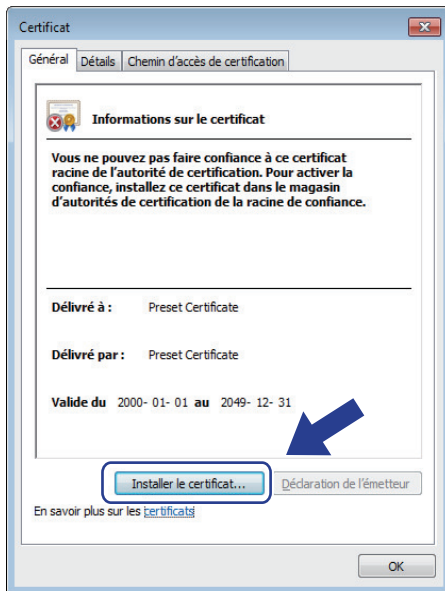 Certificat
Général
Détails
Chemin d'accès de certification
Informations sur le certificat
Vous ne pouvez pas faire confiance à ce certificat
racine de l'autorité de certification. Pour activer la
confiance, installez ce certificat dans le magasin
d'autorités de certification de la racine de confiance.
Délivré à : Preset Certificate
Délivré par : Preset Certificate
Valide du 2000- 01- 01 au 2049- 12- 31
Installer le certificat...
Déclaration de l'émetteur
En savoir plus sur les certificats
OK